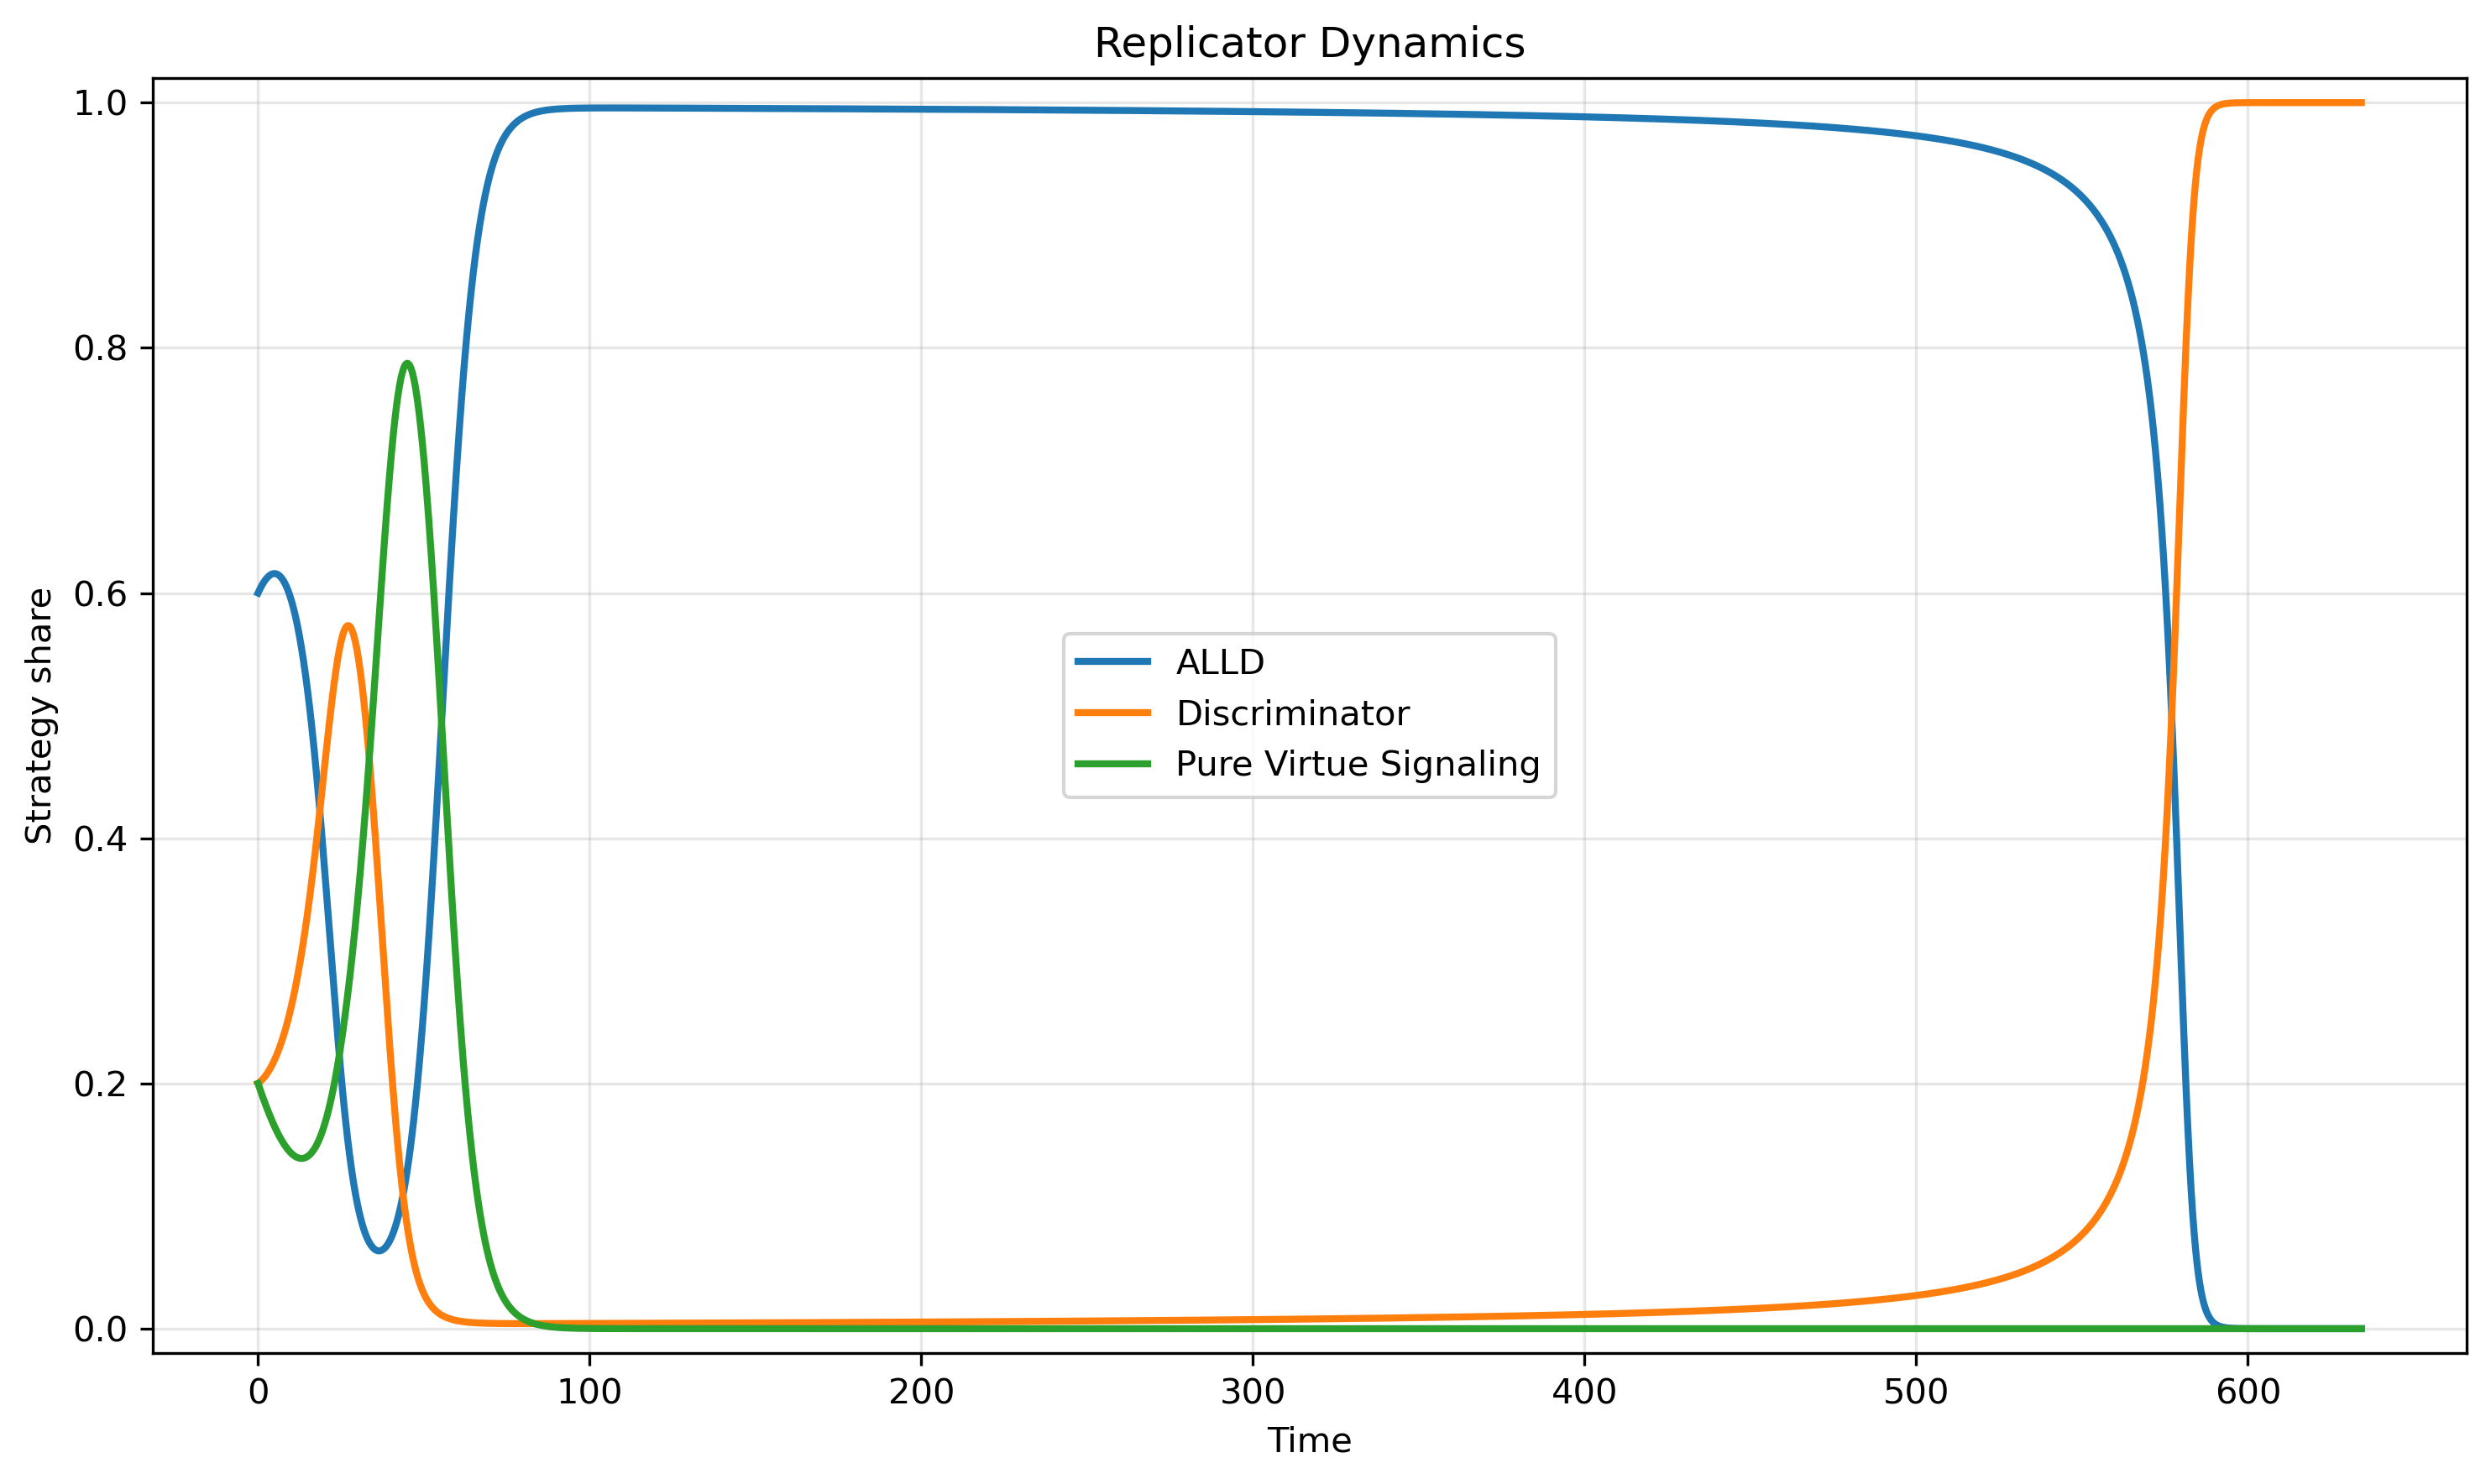 Replicator Dynamics
Strategy share
1.0
0.8
0.6
0.4
0.2
0.0
ALLD
Discriminator
Pure Virtue Signaling
0 100 200 300 400 500 600
Time